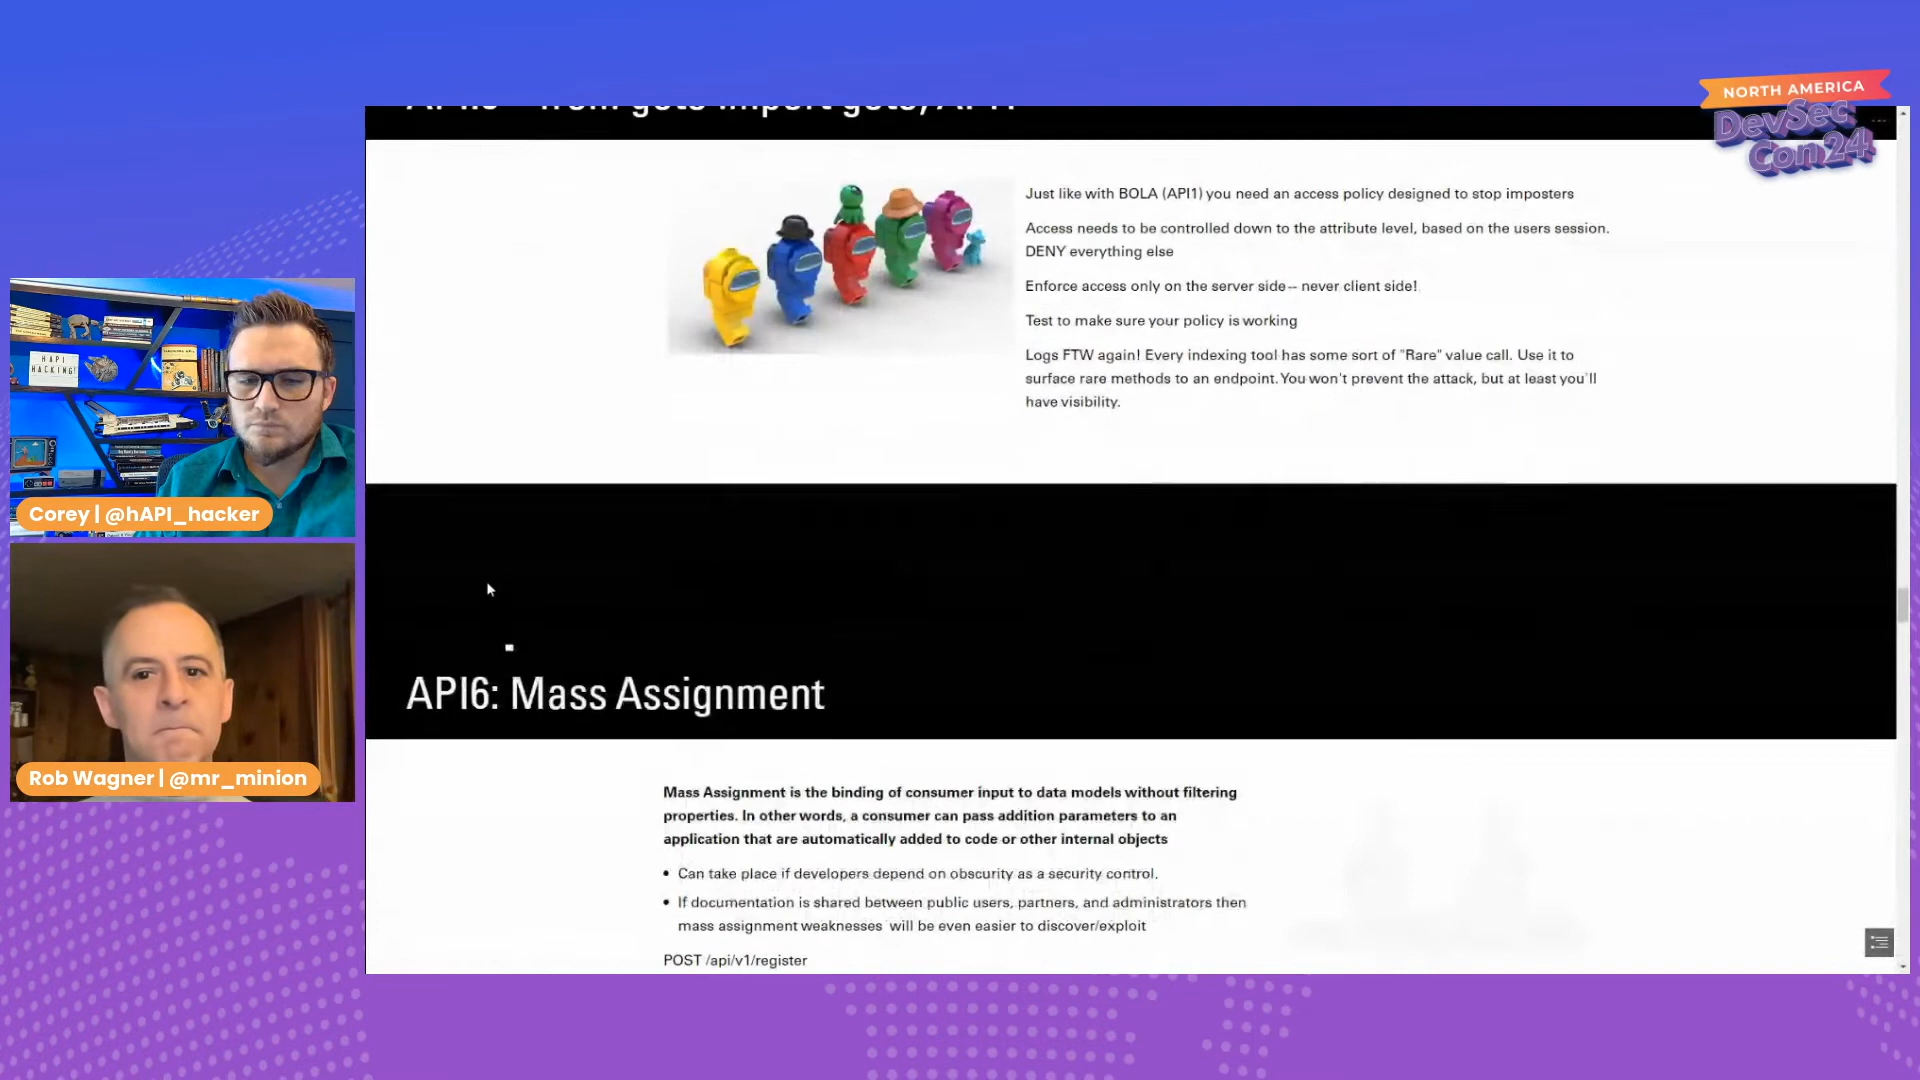 NORTH AMERICA
DevSec
Con24
Just like with BOLA (API1) you need an access policy designed to stop imposters
Access needs to be controlled down to the attribute level, based on the users session.
DENY everything else
Enforce access only on the server side-- never client side!
Test to make sure your policy is working
Logs FTW again! Every indexing tool has some sort of "Rare" value call. Use it to
surface rare methods to an endpoint. You won't prevent the attack, but at least you'll
have visibility.
HAPI
HACKING!
Corey | @hAPI_hacker
Rob Wagner | @mr_minion
API6: Mass Assignment
Mass Assignment is the binding of consumer input to data models without filtering
properties. In other words, a consumer can pass addition parameters to an
application that are automatically added to code or other internal objects
• Can take place if developers depend on obscurity as a security control.
• If documentation is shared between public users, partners, and administrators then
mass assignment weaknesses will be even easier to discover/exploit
POST /api/v1/register